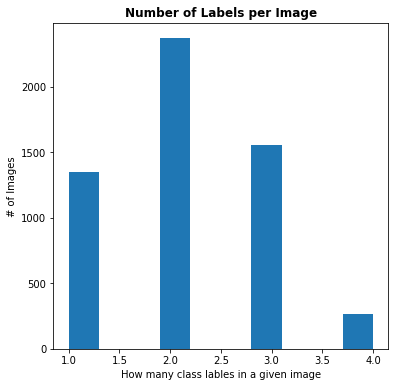 Number of Labels per Image
# of Images
2000
1500
1000
500
0
1.0 1.5 2.0 2.5 3.0 3.5 4.0
How many class lables in a given image